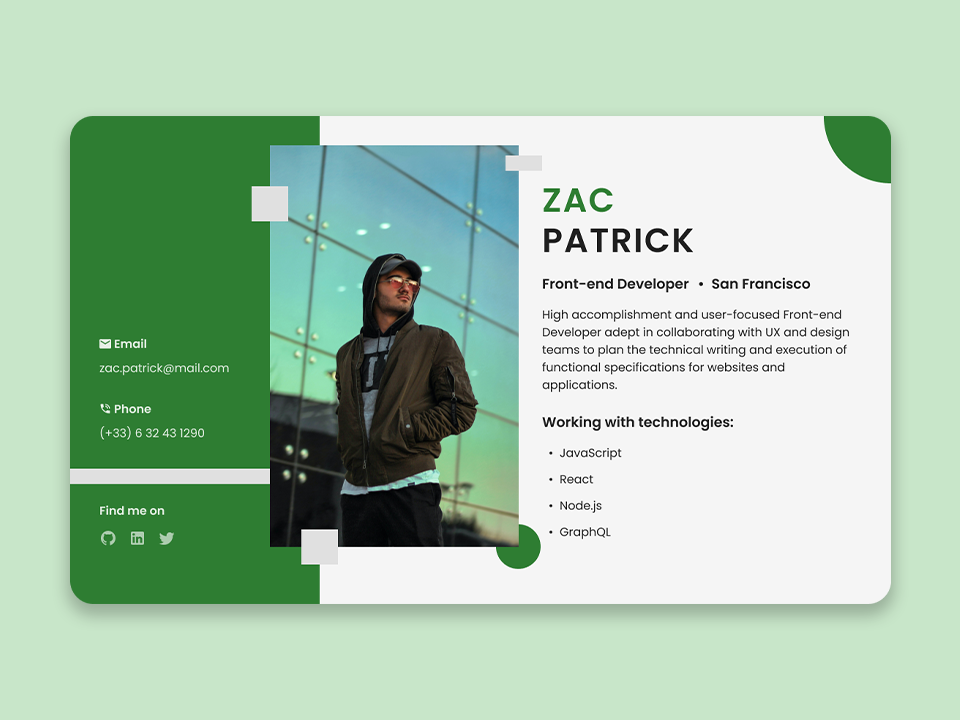 Email
zac.patrick@mail.com
Phone
(+33) 6 32 43 1290
Find me on
ZAC
PATRICK
Front-end Developer • San Francisco
High accomplishment and user-focused Front-end
Developer adept in collaborating with UX and design
teams to plan the technical writing and execution of
functional specifications for websites and
applications.
Working with technologies:
• JavaScript
• React
• Node.js
• GraphQL